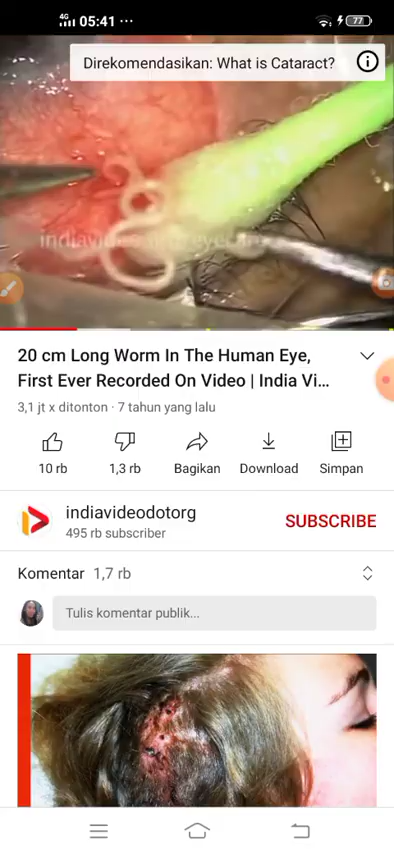 4G 05:41
77
Direkomendasikan: What is Cataract?
indiavideo
20 cm Long Worm In The Human Eye,
First Ever Recorded On Video | India Vi...
3,1 jt x ditonton · 7 tahun yang lalu
10 rb
1,3 rb
Bagikan
Download
Simpan
indiavideodotorg
495 rb subscriber
SUBSCRIBE
Komentar 1,7 rb
Tulis komentar publik...